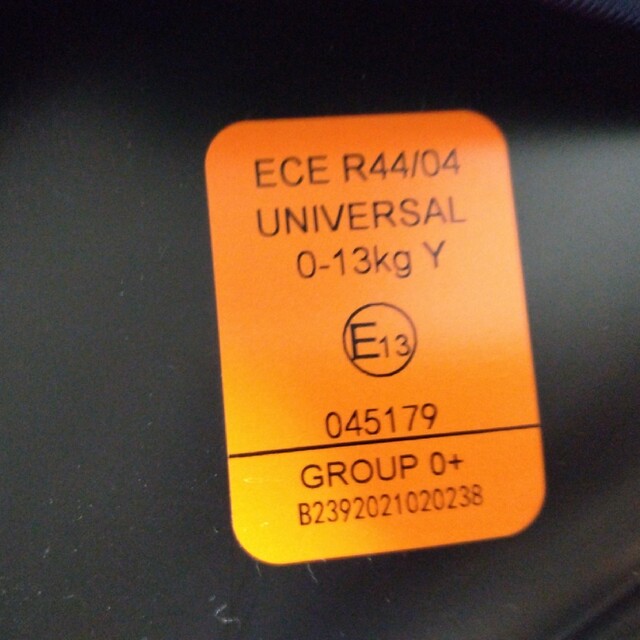 ECE R44/04
UNIVERSAL
0-13kg Y
E13
045179
GROUP 0+
B2392021020238